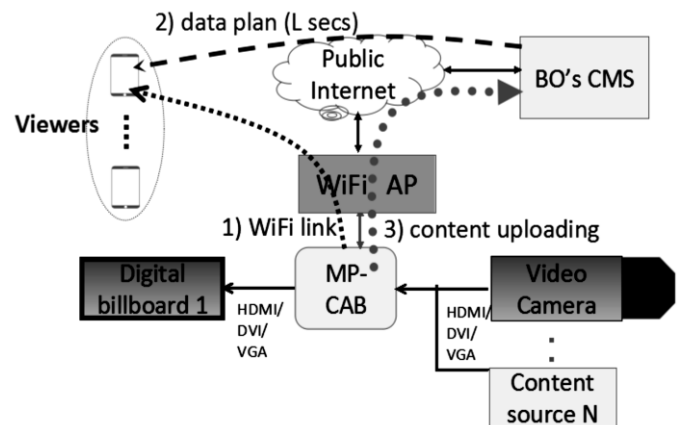 2) data plan (L secs)
Public
Internet
BO's CMS
Viewers
WiFi AP
1) WiFi link
3) content uploading
Digital
billboard 1
MP-
CAB
Video
Camera
HDMI/
DVI/
VGA
HDMI/
DVI/
VGA
Content
source N